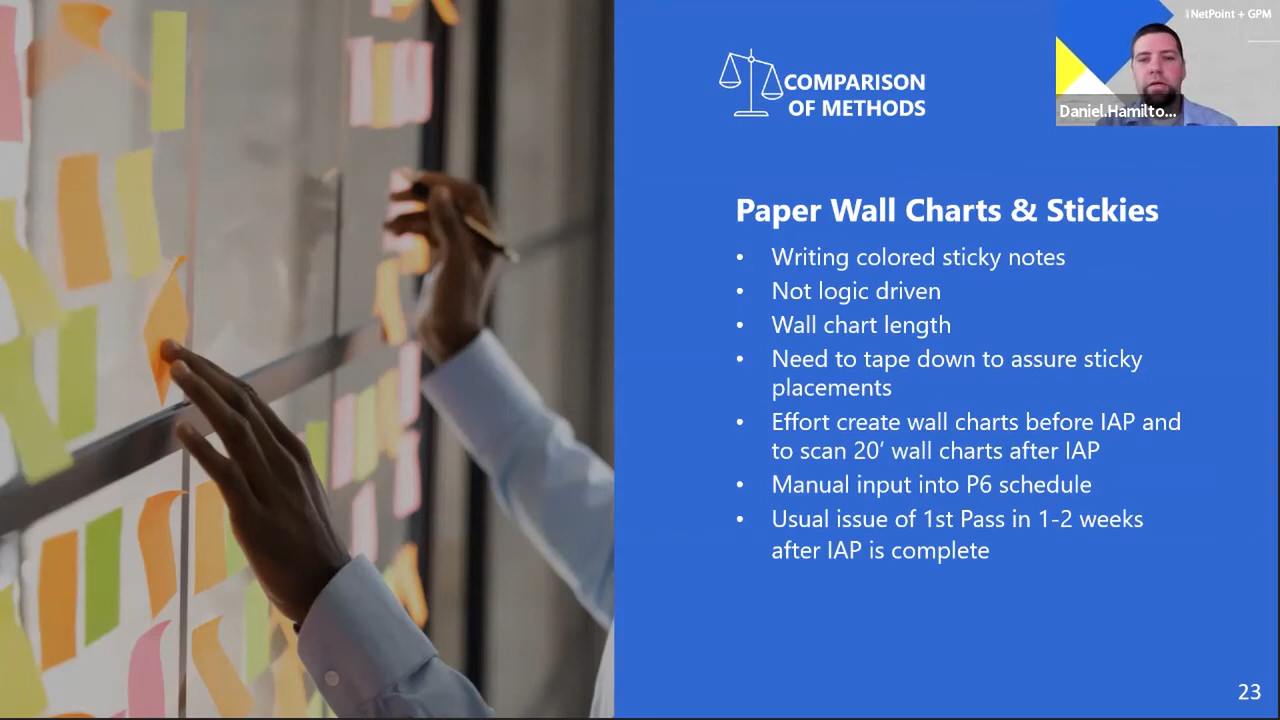 NetPoint + GPM
COMPARISON
OF METHODS
Daniel.Hamilto...
Paper Wall Charts & Stickies
• Writing colored sticky notes
• Not logic driven
• Wall chart length
• Need to tape down to assure sticky
placements
• Effort create wall charts before IAP and
to scan 20’ wall charts after IAP
• Manual input into P6 schedule
• Usual issue of 1st Pass in 1-2 weeks
after IAP is complete
23